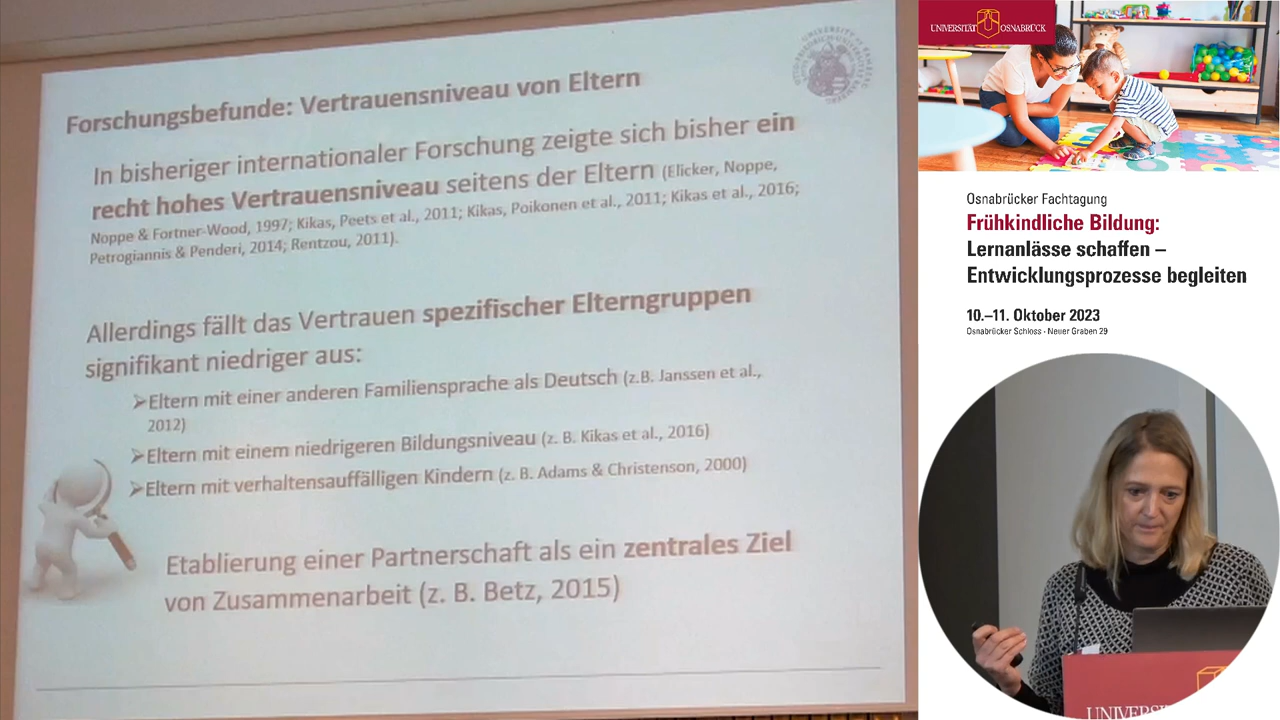 Forschungsbefunde: Vertrauensniveau von Eltern
In bisheriger internationaler Forschung zeigte sich bisher ein
recht hohes Vertrauensniveau seitens der Eltern (Elicker, Noppe,
Noppe & Fortner-Wood, 1997; Kikas, Peets et al., 2011; Kikas, Poikonen et al., 2011; Kikas et al., 2016;
Petrogiannis & Penderi, 2014; Rentzou, 2011).
Allerdings fällt das Vertrauen spezifischer Elterngruppen
signifikant niedriger aus:
➢Eltern mit einer anderen Familiensprache als Deutsch (z.B. Janssen et al.,
2012)
➢Eltern mit einem niedrigeren Bildungsniveau (z. B. Kikas et al., 2016)
➢Eltern mit verhaltensauffälligen Kindern (z. B. Adams & Christenson, 2000)
Etablierung einer Partnerschaft als ein zentrales Ziel
von Zusammenarbeit (z. B. Betz, 2015)
UNIVERSITÄT OSNABRÜCK
Osnabrücker Fachtagung
Frühkindliche Bildung:
Lernanlässe schaffen –
Entwicklungsprozesse begleiten
10.–11. Oktober 2023
Osnabrücker Schloss · Neuer Graben 29